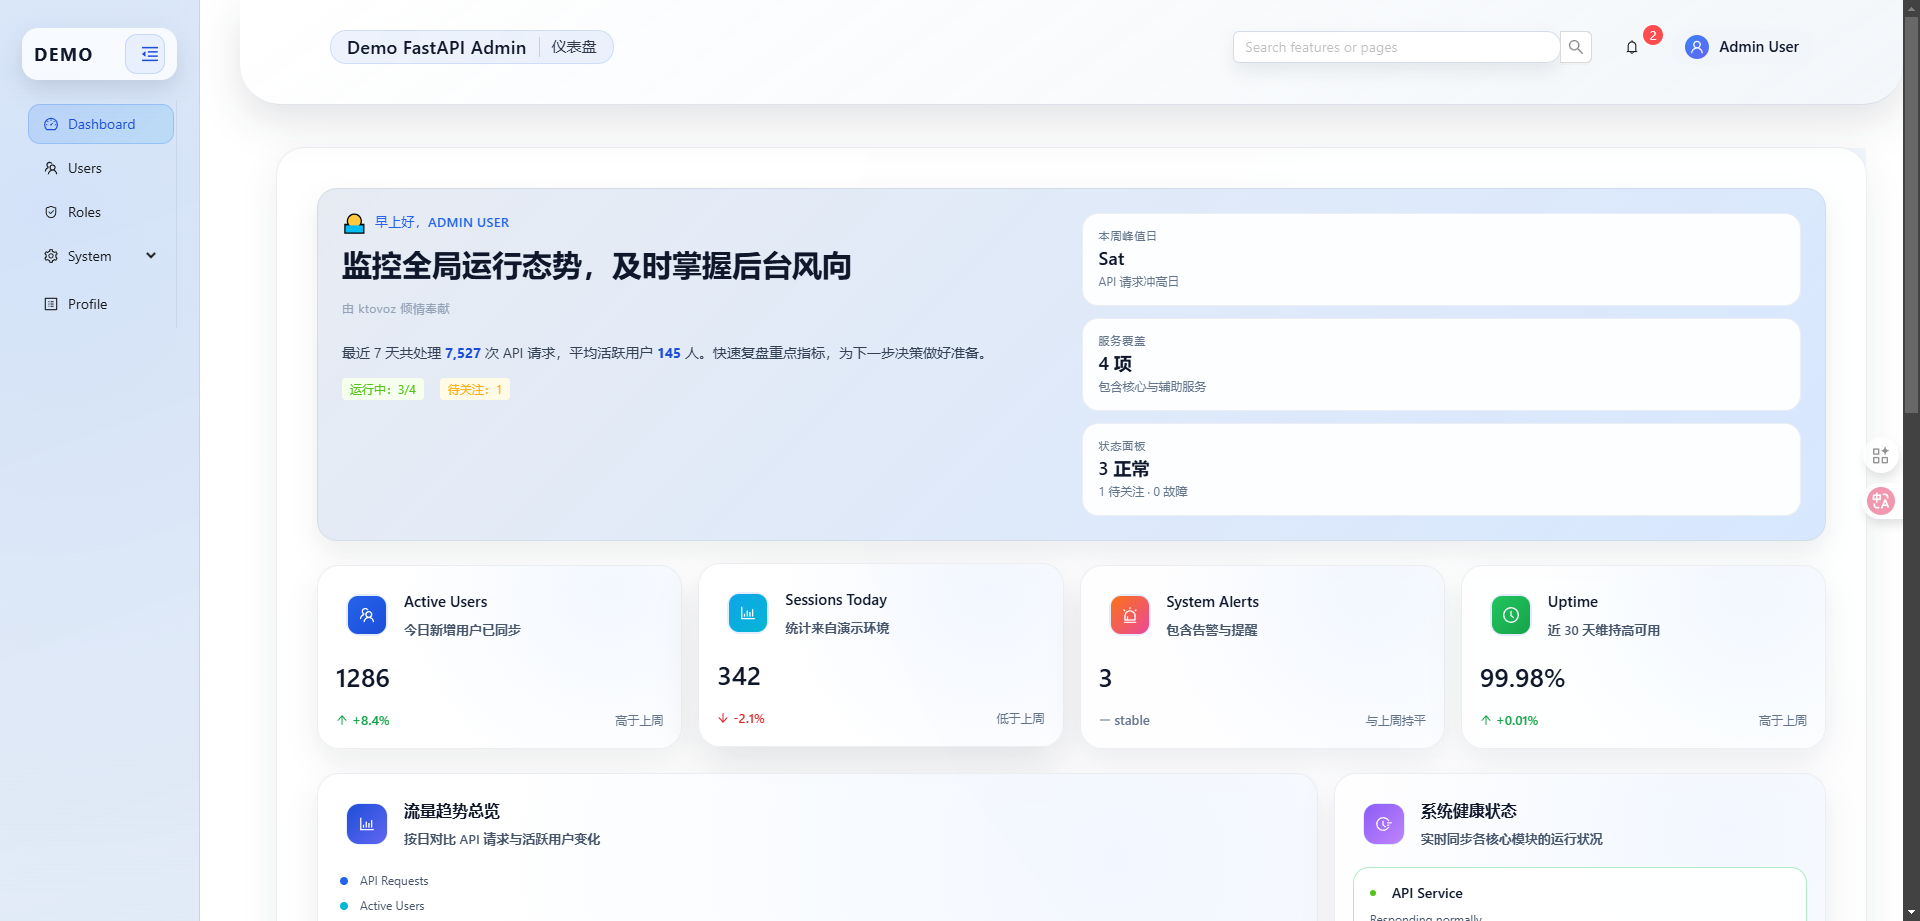 DEMO
Dashboard
Users
Roles
System
Profile
Demo FastAPI Admin
仪表盘
Search features or pages
2
Admin User
早上好，ADMIN USER
监控全局运行态势，及时掌握后台风向
由 ktovoz 倾情奉献
最近 7 天共处理 7,527 次 API 请求，平均活跃用户 145 人。快速复盘重点指标，为下一步决策做好准备。
运行中：3/4
待关注：1
本周峰值日
Sat
API 请求冲高日
服务覆盖
4 项
包含核心与辅助服务
状态面板
3 正常
1 待关注 · 0 故障
Active Users
今日新增用户已同步
1286
+8.4%
高于上周
Sessions Today
统计来自演示环境
342
-2.1%
低于上周
System Alerts
包含告警与提醒
3
stable
与上周持平
Uptime
近 30 天维持高可用
99.98%
+0.01%
高于上周
流量趋势总览
按日对比 API 请求与活跃用户变化
API Requests
Active Users
系统健康状态
实时同步各核心模块的运行状况
API Service
Responding normally
中A